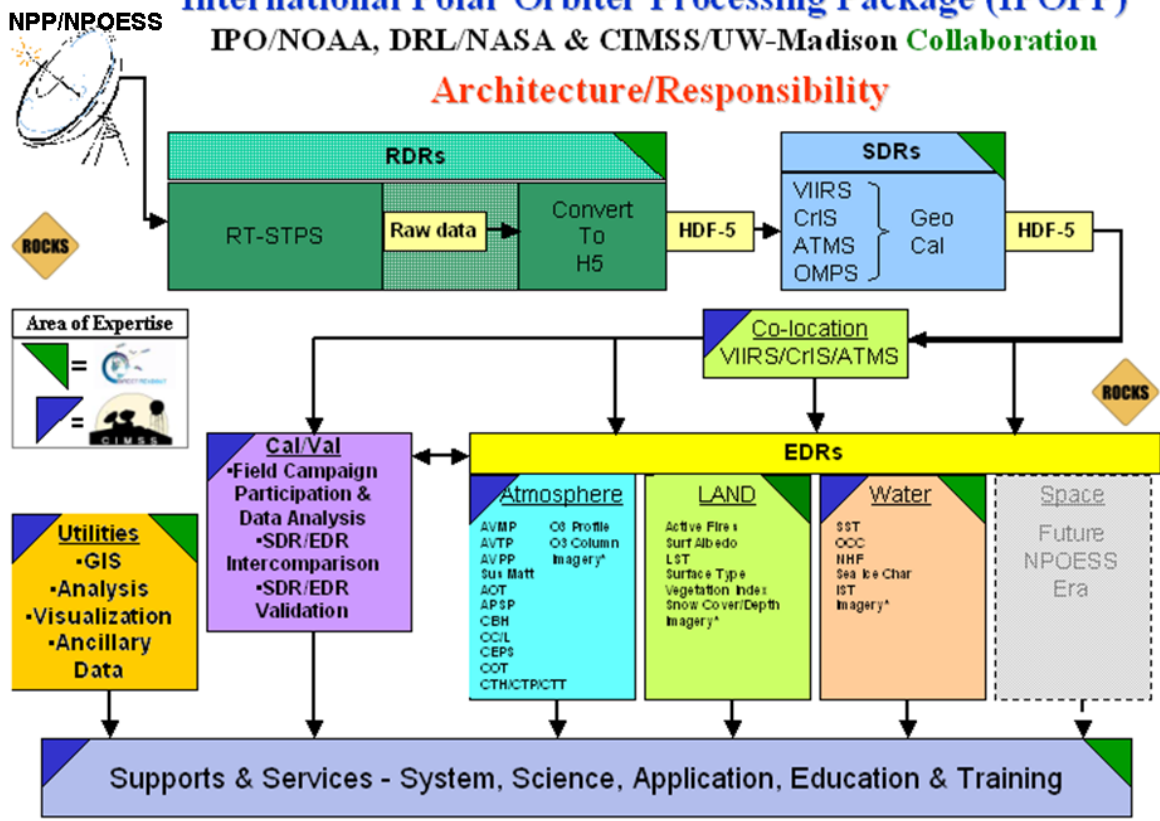 NPP/NPOESS
International Polar Orbiter Processing Package (IPOPP)
IPO/NOAA, DRL/NASA & CIMSS/UW-Madison Collaboration
Architecture/Responsibility
RDRs
RT-STPS
Raw data
Convert
To
H5
HDF-5
SDRs
VIIRS
CrIS
ATMS
OMPS
Geo
Cal
HDF-5
ROCKS
Area of Expertise
=
DIRECT READOUT
=
CIMSS
Co-location
VIIRS/CrIS/ATMS
ROCKS
Cal/Val
▪Field Campaign
Participation &
Data Analysis
▪SDR/EDR
Intercomparison
▪SDR/EDR
Validation
EDRs
Atmosphere
AVMP
AVTP
AVPP
Sus Matt
AOT
APSP
CBH
CC/L
CEPS
COT
CTH/CTP/CTT
O3 Profile
O3 Column
Imagery*
LAND
Active Fires
Surf Albedo
LST
Surface Type
Vegetation Index
Snow Cover/Depth
Imagery*
Water
SST
OCC
NHF
Sea Ice Char
IST
Imagery*
Space
Future
NPOESS
Era
Utilities
▪GIS
▪Analysis
▪Visualization
▪Ancillary
Data
Supports & Services - System, Science, Application, Education & Training